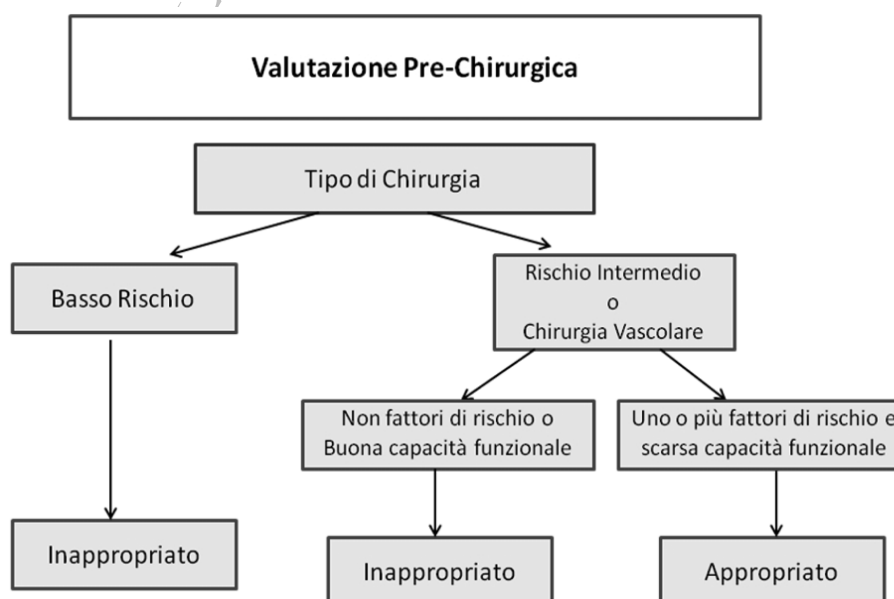 Valutazione Pre-Chirurgica
Tipo di Chirurgia
Basso Rischio
Rischio Intermedio
o
Chirurgia Vascolare
Non fattori di rischio o
Buona capacità funzionale
Uno o più fattori di rischio e
scarsa capacità funzionale
Inappropriato
Inappropriato
Appropriato